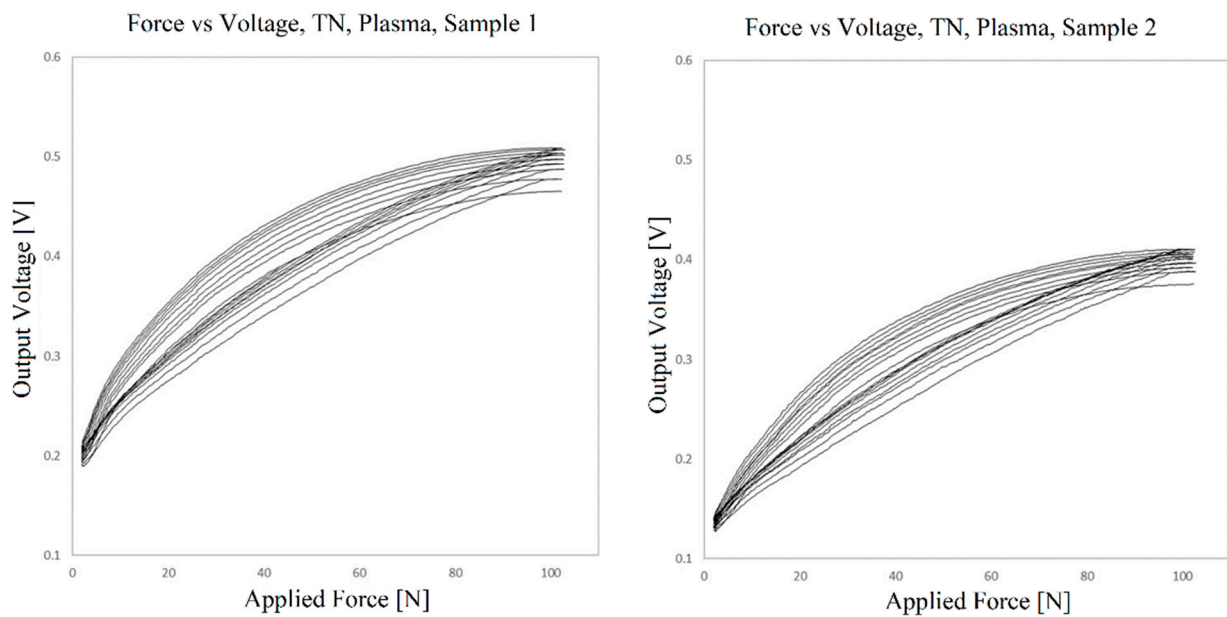 Force vs Voltage, TN, Plasma, Sample 1
0.6
0.5
0.4
0.3
0.2
0.1
Output Voltage [V]
0 20 40 60 80 100
Applied Force [N]
Force vs Voltage, TN, Plasma, Sample 2
0.6
0.5
0.4
0.3
0.2
0.1
Output Voltage [V]
0 20 40 60 80 100
Applied Force [N]